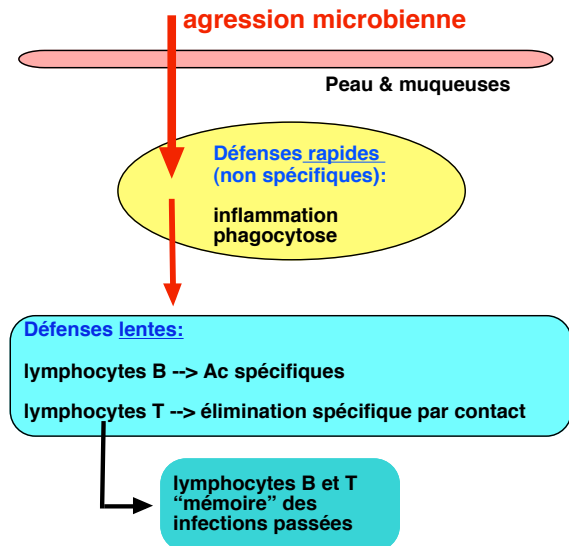 agression microbienne
Peau & muqueuses
Défenses rapides
(non spécifiques):
inflammation
phagocytose
Défenses lentes:
lymphocytes B --> Ac spécifiques
lymphocytes T --> élimination spécifique par contact
lymphocytes B et T
“mémoire” des
infections passées